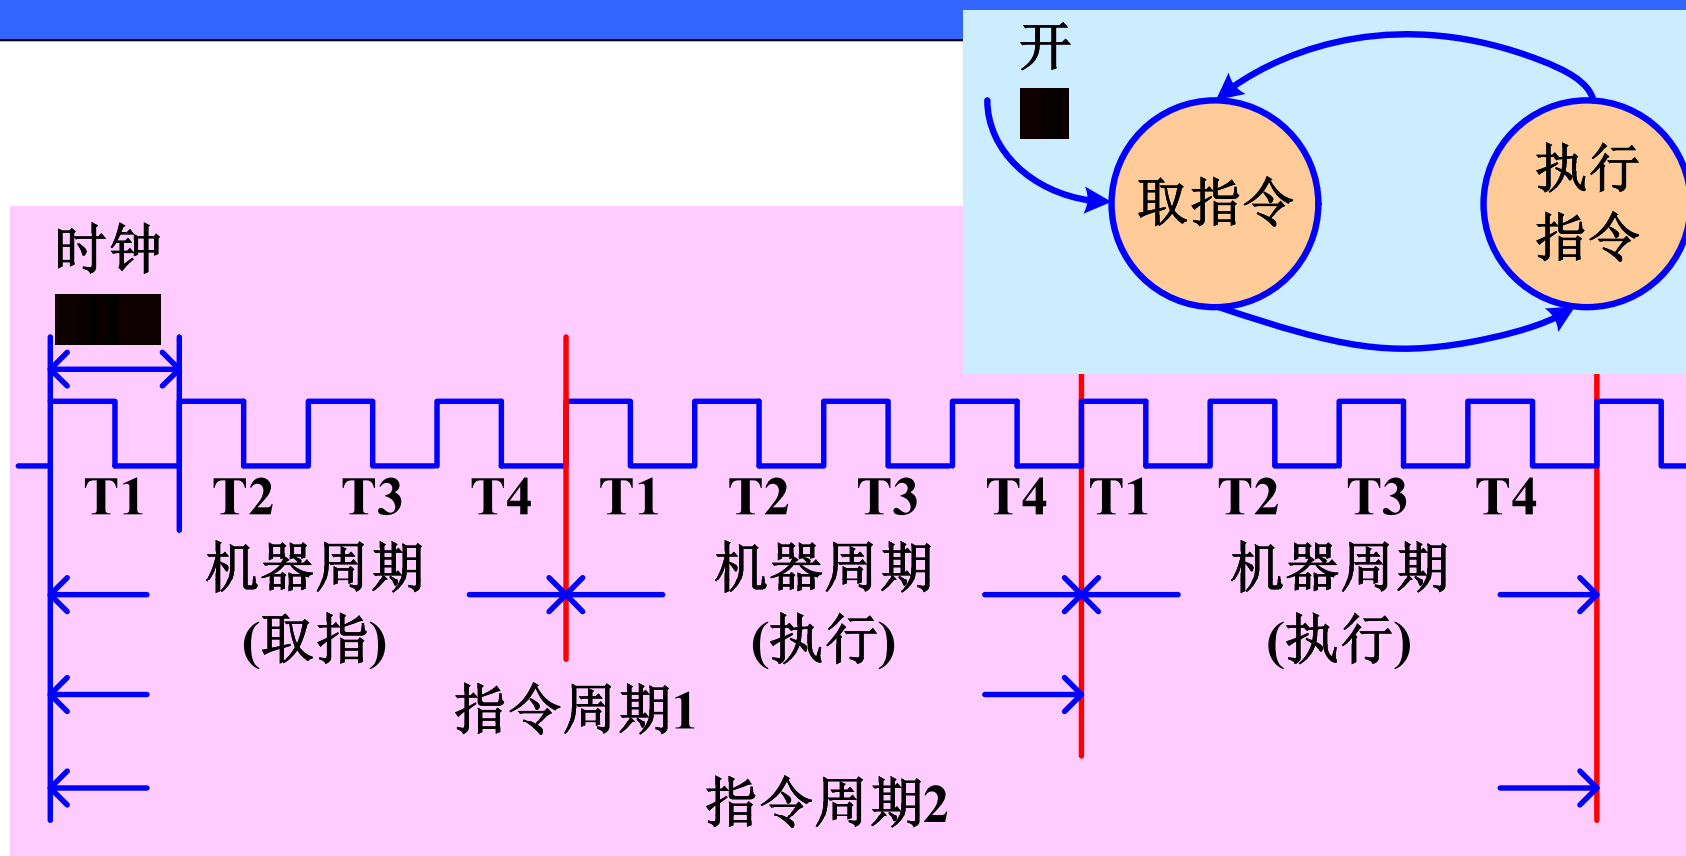 开
取指令
执行
指令
时钟
T1 T2 T3 T4 T1 T2 T3 T4 T1 T2 T3 T4
机器周期 机器周期 机器周期
(取指) (执行) (执行)
指令周期1
指令周期2